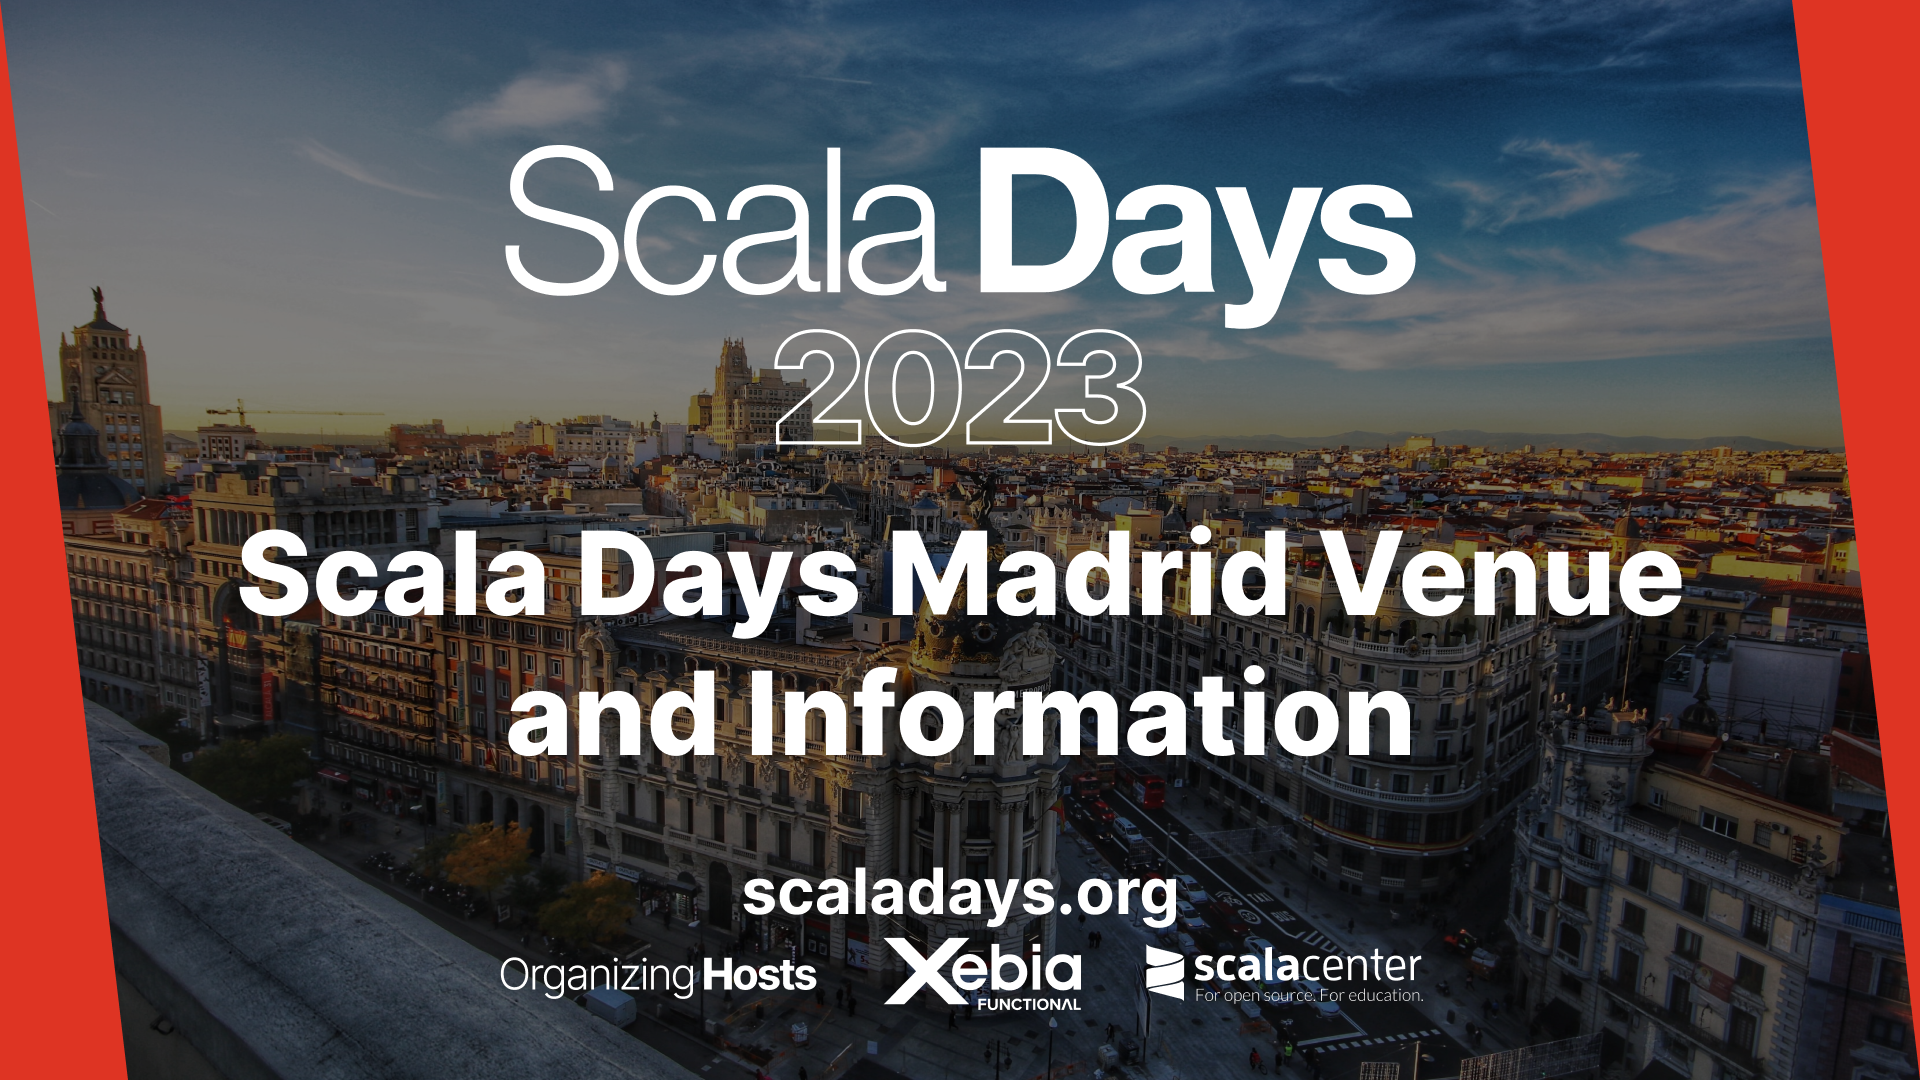 Scala Days
2023
Scala Days Madrid Venue
and Information
scaladays.org
Organizing Hosts
Xebia
FUNCTIONAL
scalacenter
For open source. For education.